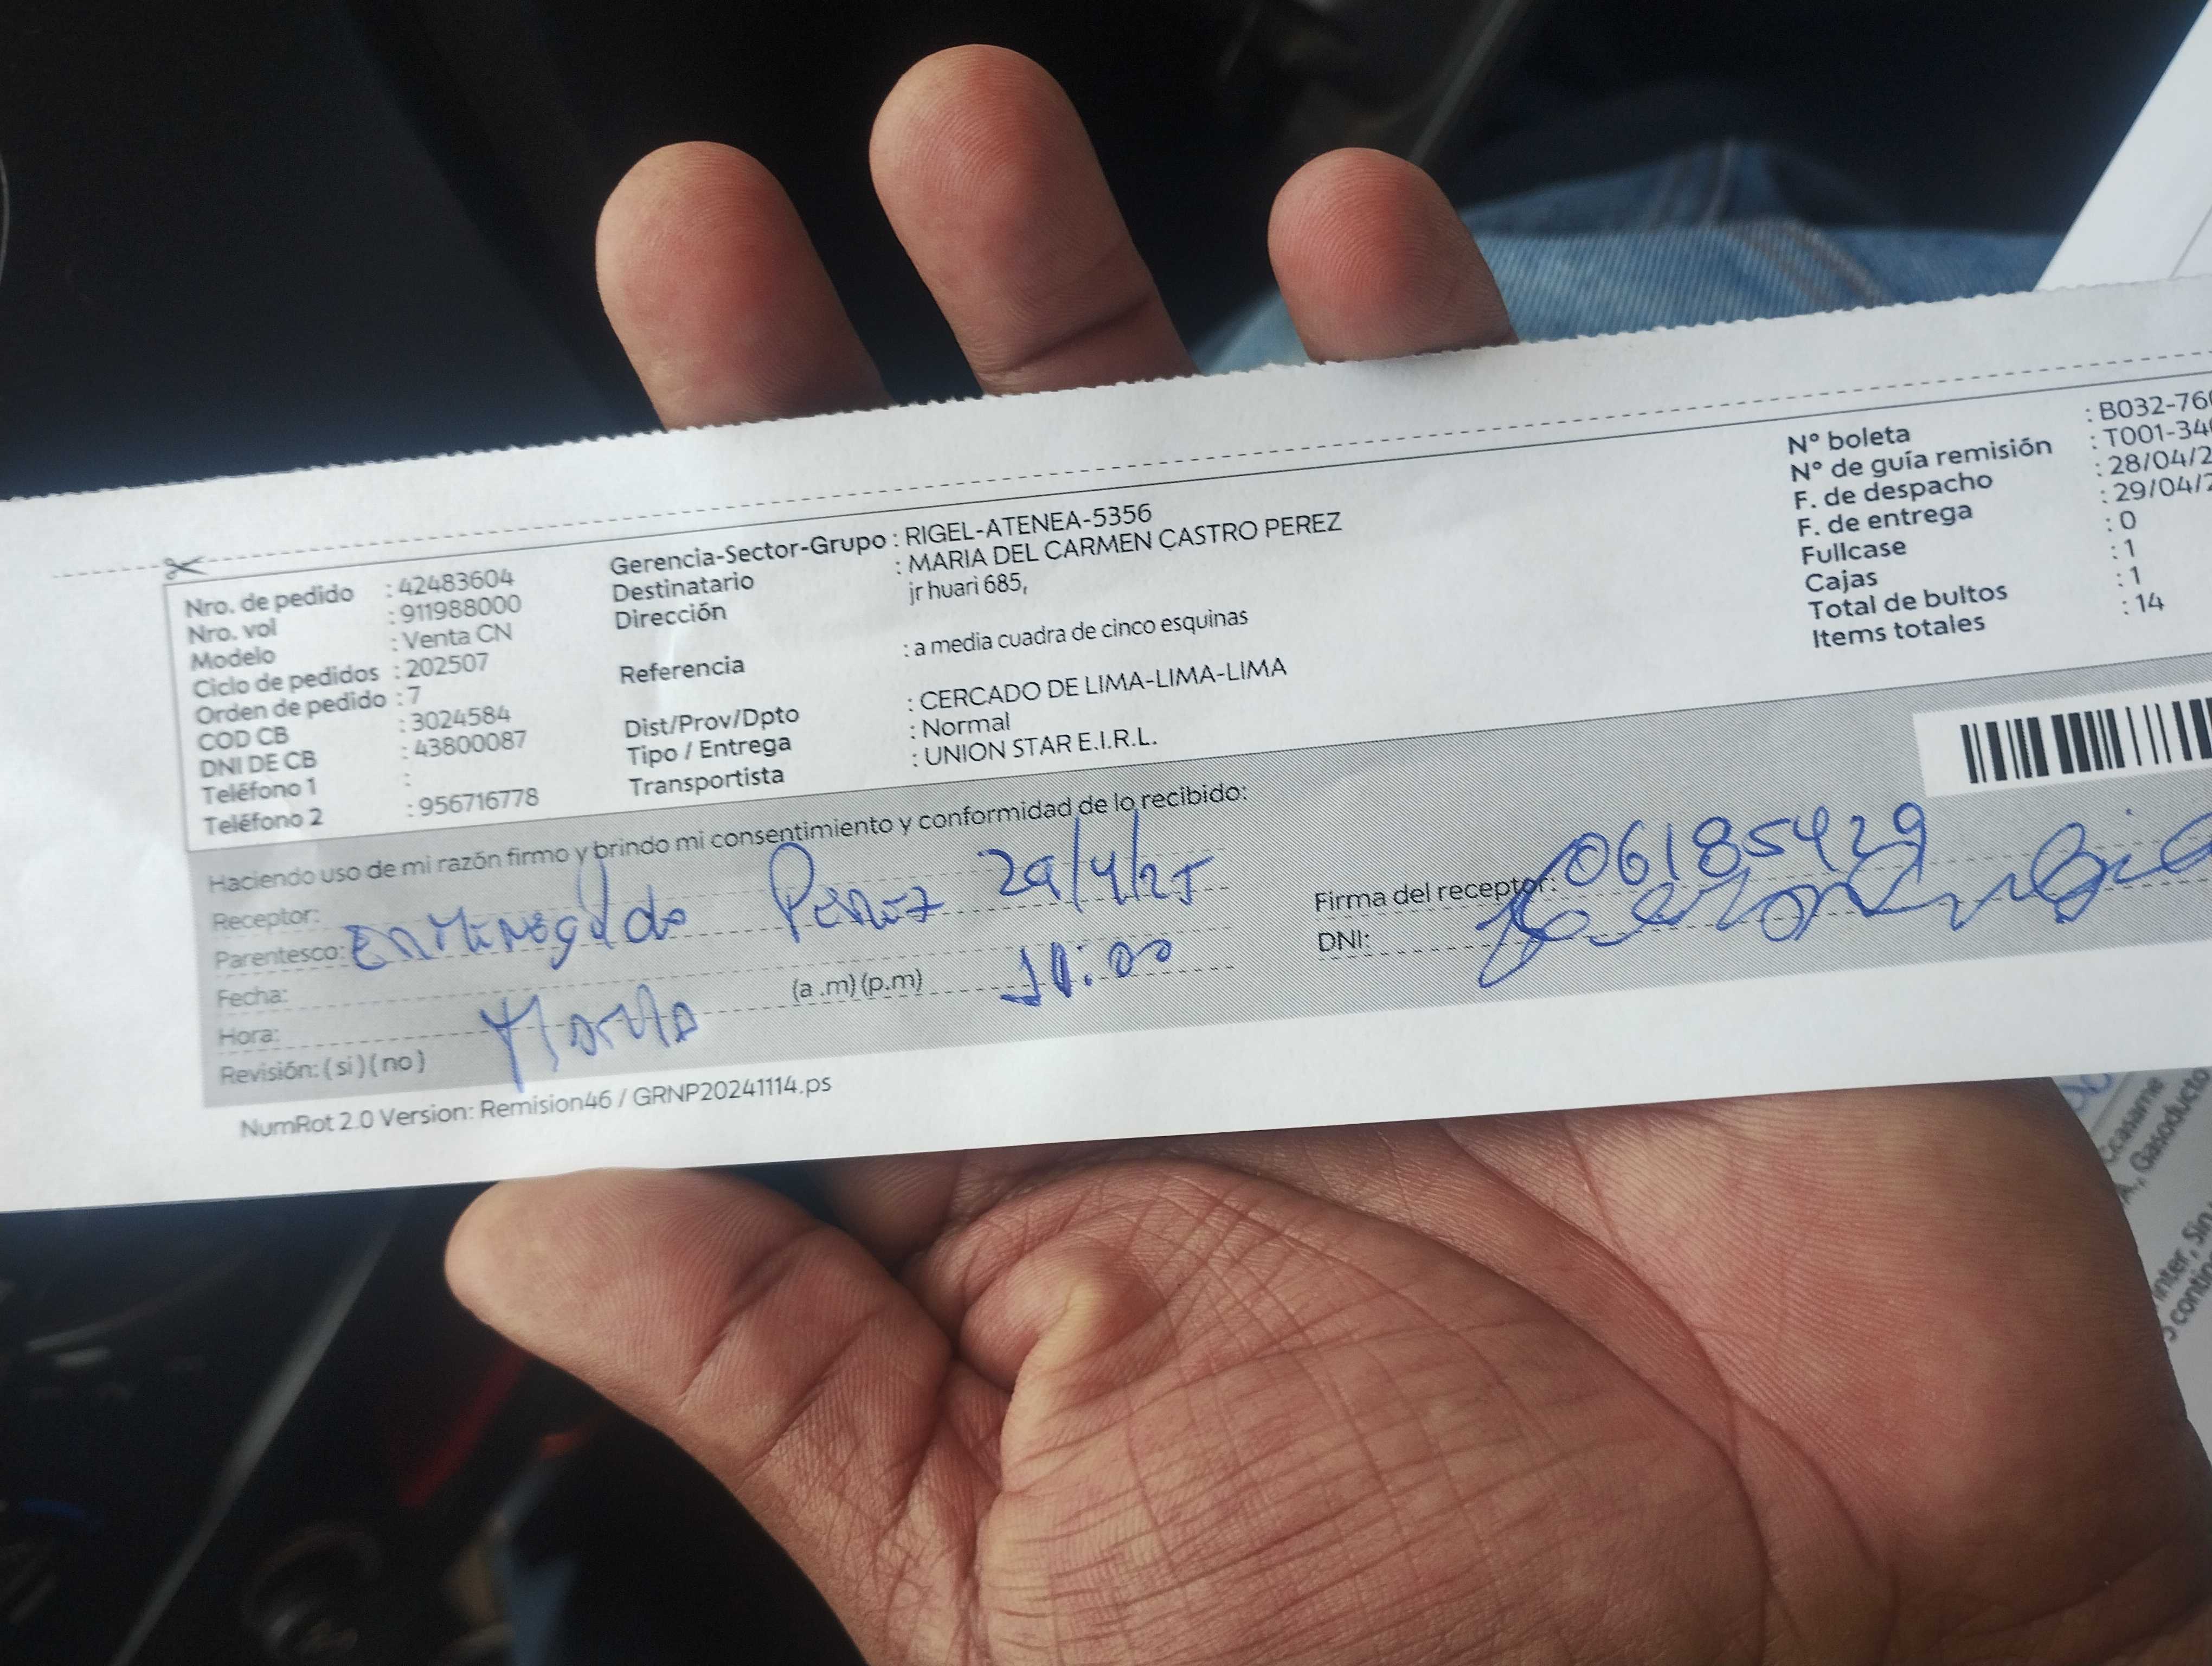 Nro. de pedido : 42483604
Nro. vol : 911988000
Modelo : Venta CN
Ciclo de pedidos : 202507
Orden de pedido : 7
COD CB : 3024584
DNI DE CB : 43800087
Teléfono 1 :
Teléfono 2 : 956716778
Gerencia-Sector-Grupo : RIGEL-ATENEA-5356
Destinatario : MARIA DEL CARMEN CASTRO PEREZ
Dirección jr huari 685,
Referencia : a media cuadra de cinco esquinas
Dist/Prov/Dpto : CERCADO DE LIMA-LIMA-LIMA
Tipo / Entrega : Normal
Transportista : UNION STAR E.I.R.L.
N° boleta : B032-76
N° de guía remisión : T001-34
F. de despacho : 28/04/2
F. de entrega : 29/04/2
Fullcase : 0
Cajas : 1
Total de bultos : 1
Items totales : 14
Haciendo uso de mi razón firmo y brindo mi consentimiento y conformidad de lo recibido:
Receptor:
Parentesco: Perez 29/4/25
Fecha:
Hora: (a .m) (p.m)
Revisión: ( si ) ( no )
Firma del receptor: 06185429
DNI:
NumRot 2.0 Version: Remision46 / GRNP20241114.ps
Ccasame
A., Gasoducto
inter, Sin